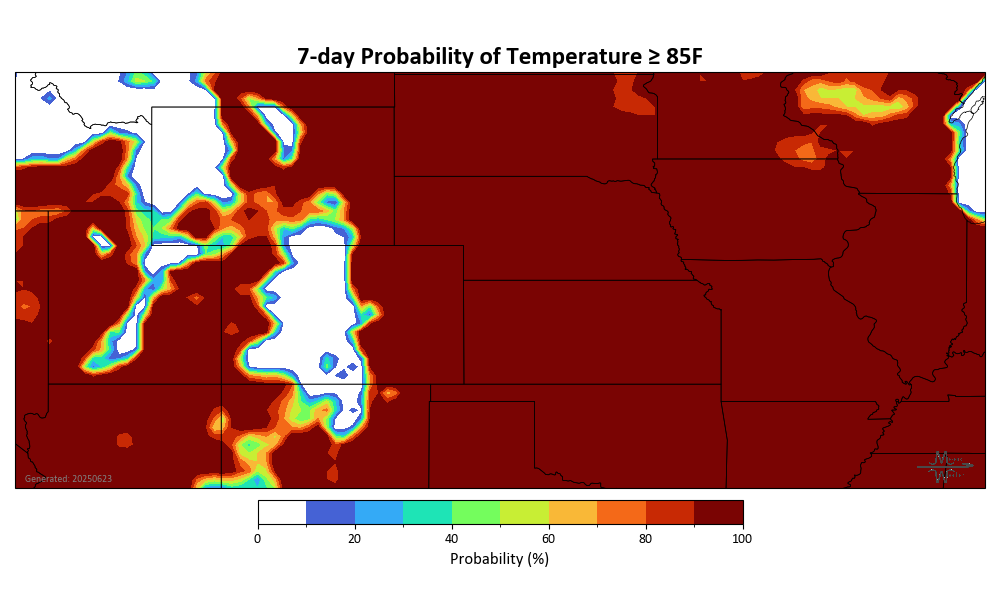 7-day Probability of Temperature ≥ 85F
Generated: 20250623
0 20 40 60 80 100
Probability (%)